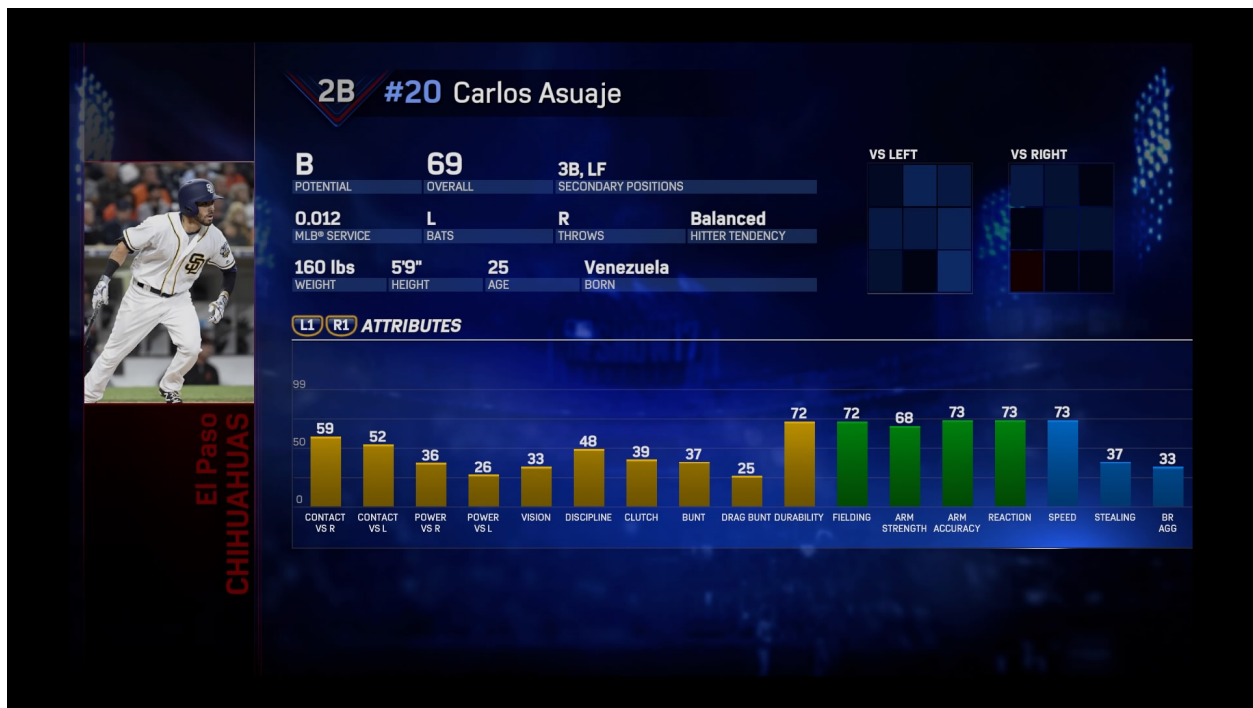 2B #20 Carlos Asuaje
B 69 3B, LF
POTENTIAL OVERALL SECONDARY POSITIONS
0.012 L R Balanced
MLB® SERVICE BATS THROWS HITTER TENDENCY
160 lbs 5'9" 25 Venezuela
WEIGHT HEIGHT AGE BORN
VS LEFT VS RIGHT
L1 R1 ATTRIBUTES
99
50
0
59 52 36 26 33 48 39 37 25 72 72 68 73 73 73 37 33
CONTACT CONTACT POWER POWER VISION DISCIPLINE CLUTCH BUNT DRAG BUNT DURABILITY FIELDING ARM ARM REACTION SPEED STEALING BR
VS R VS L VS R VS L STRENGTH ACCURACY AGG
El Paso
CHIHUAHUAS
SD